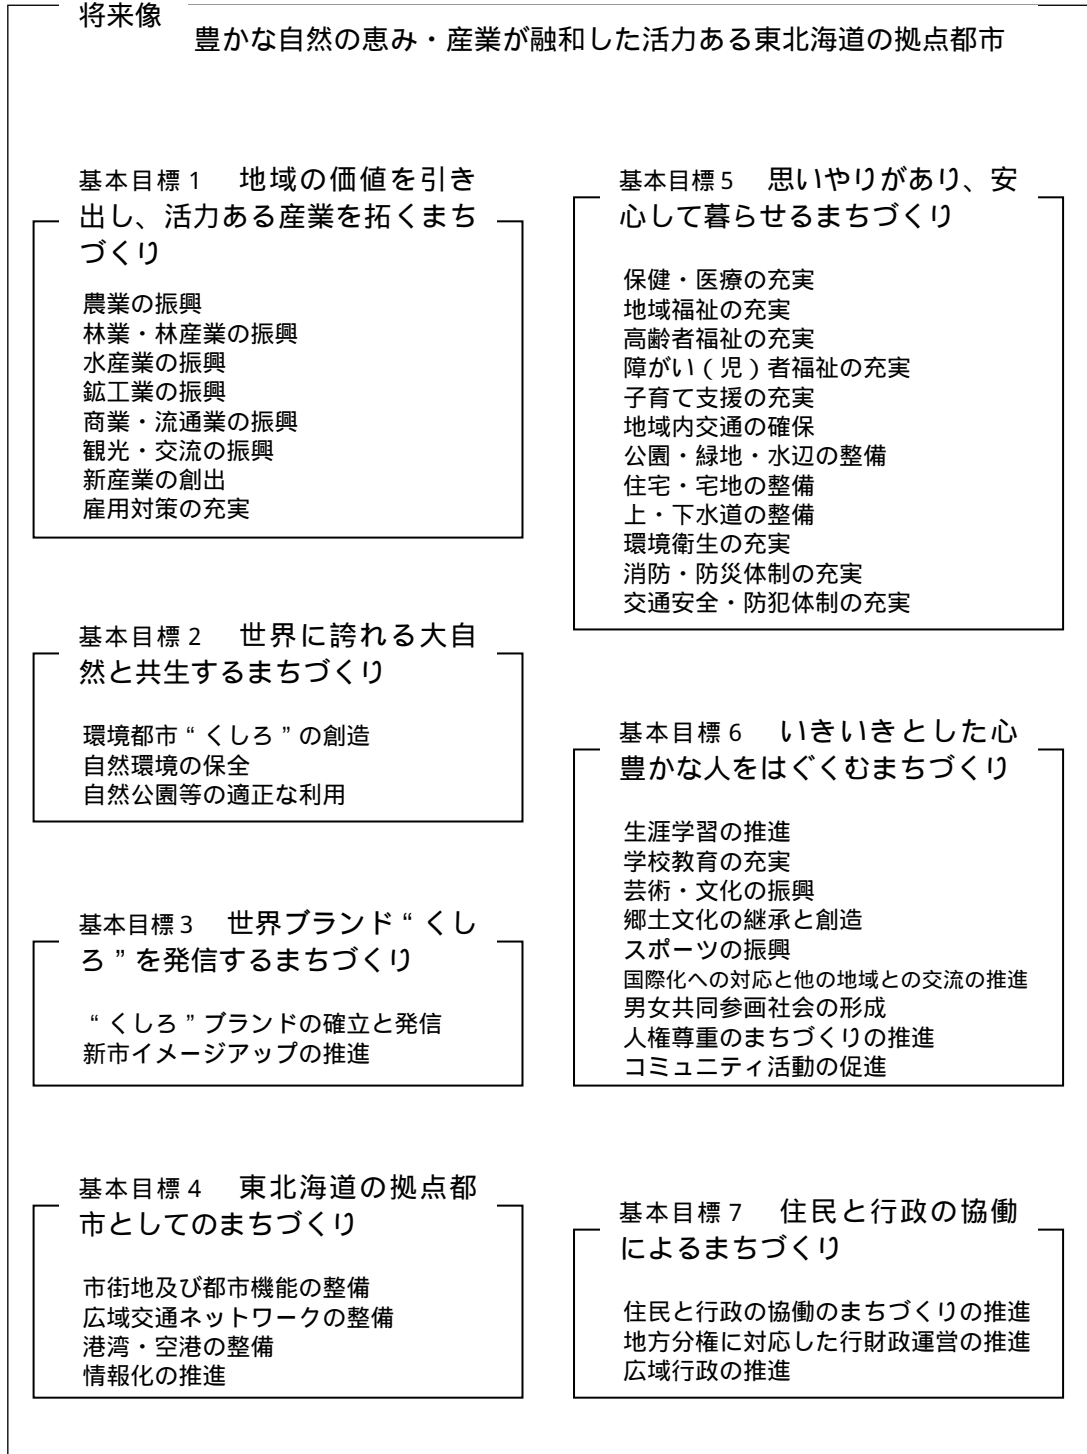 将来像
豊かな自然の恵み・産業が融和した活力ある東北海道の拠点都市
基本目標1　地域の価値を引き
出し、活力ある産業を拓くまち
づくり
農業の振興
林業・林産業の振興
水産業の振興
鉱工業の振興
商業・流通業の振興
観光・交流の振興
新産業の創出
雇用対策の充実
基本目標2　世界に誇れる大自
然と共生するまちづくり
環境都市“くしろ”の創造
自然環境の保全
自然公園等の適正な利用
基本目標3　世界ブランド“くし
ろ”を発信するまちづくり
“くしろ”ブランドの確立と発信
新市イメージアップの推進
基本目標4　東北海道の拠点都
市としてのまちづくり
市街地及び都市機能の整備
広域交通ネットワークの整備
港湾・空港の整備
情報化の推進
基本目標5　思いやりがあり、安
心して暮らせるまちづくり
保健・医療の充実
地域福祉の充実
高齢者福祉の充実
障がい(児)者福祉の充実
子育て支援の充実
地域内交通の確保
公園・緑地・水辺の整備
住宅・宅地の整備
上・下水道の整備
環境衛生の充実
消防・防災体制の充実
交通安全・防犯体制の充実
基本目標6　いきいきとした心
豊かな人をはぐくむまちづくり
生涯学習の推進
学校教育の充実
芸術・文化の振興
郷土文化の継承と創造
スポーツの振興
国際化への対応と他の地域との交流の推進
男女共同参画社会の形成
人権尊重のまちづくりの推進
コミュニティ活動の促進
基本目標7　住民と行政の協働
によるまちづくり
住民と行政の協働のまちづくりの推進
地方分権に対応した行財政運営の推進
広域行政の推進